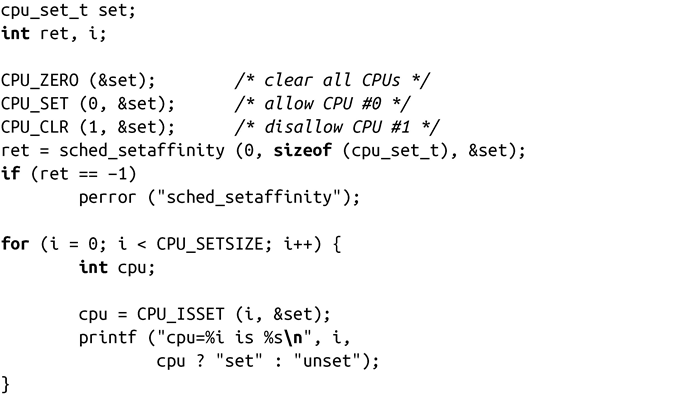 cpu_set_t set;
int ret, i;

CPU_ZERO (&set);        /* clear all CPUs */
CPU_SET (0, &set);      /* allow CPU #0 */
CPU_CLR (1, &set);      /* disallow CPU #1 */
ret = sched_setaffinity (0, sizeof (cpu_set_t), &set);
if (ret == −1)
        perror ("sched_setaffinity");

for (i = 0; i < CPU_SETSIZE; i++) {
        int cpu;

        cpu = CPU_ISSET (i, &set);
        printf ("cpu=%i is %s\n", i,
                cpu ? "set" : "unset");
}